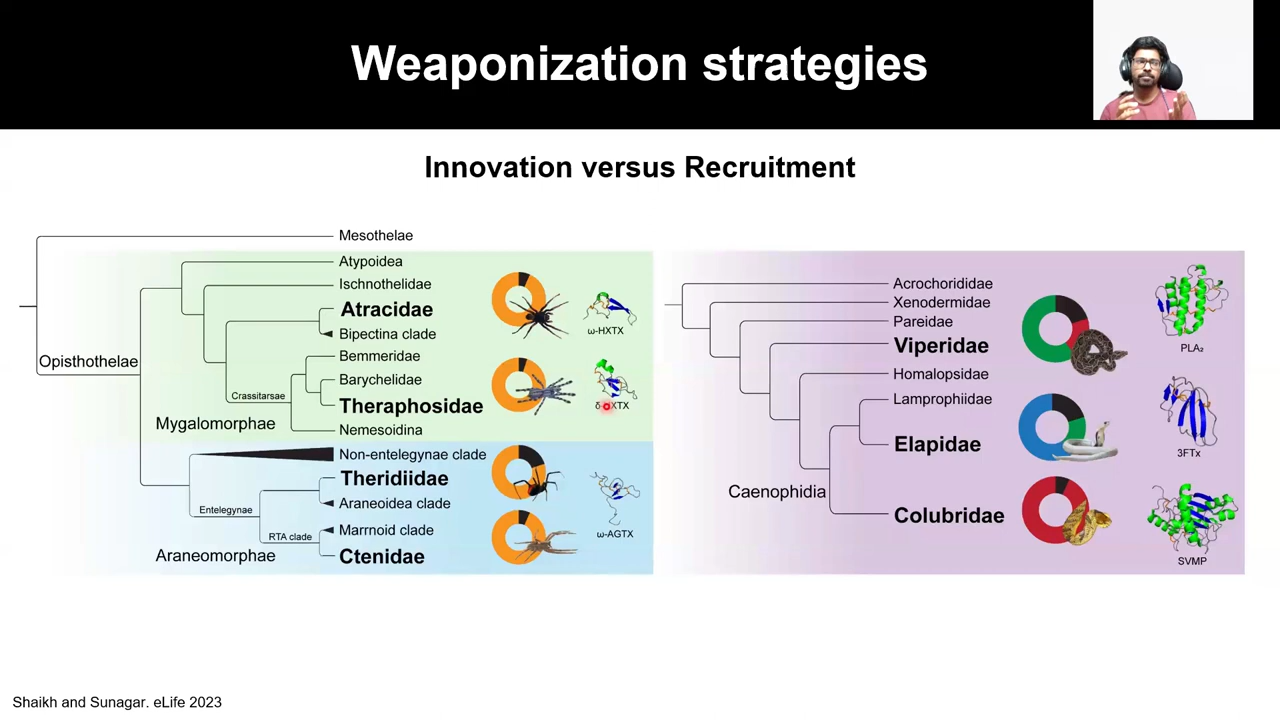 Weaponization strategies
Innovation versus Recruitment
Mesothelae
Atypoidea
Ischnothelidae
Atracidae
Bipectina clade
Bemmeridae
Barychelidae
Theraphosidae
Nemesoidina
Opisthothelae
Crassitarsae
Mygalomorphae
Non-entelegynae clade
Theridiidae
Araneoidea clade
Entelegynae
Marrnoid clade
RTA clade
Ctenidae
Araneomorphae
ω-HXTX
ω-AGTX
Acrochordidae
Xenodermidae
Pareidae
Viperidae
Homalopsidae
Lamprophiidae
Elapidae
Caenophidia
Colubridae
PLA₂
3FTx
SVMP
Shaikh and Sunagar. eLife 2023